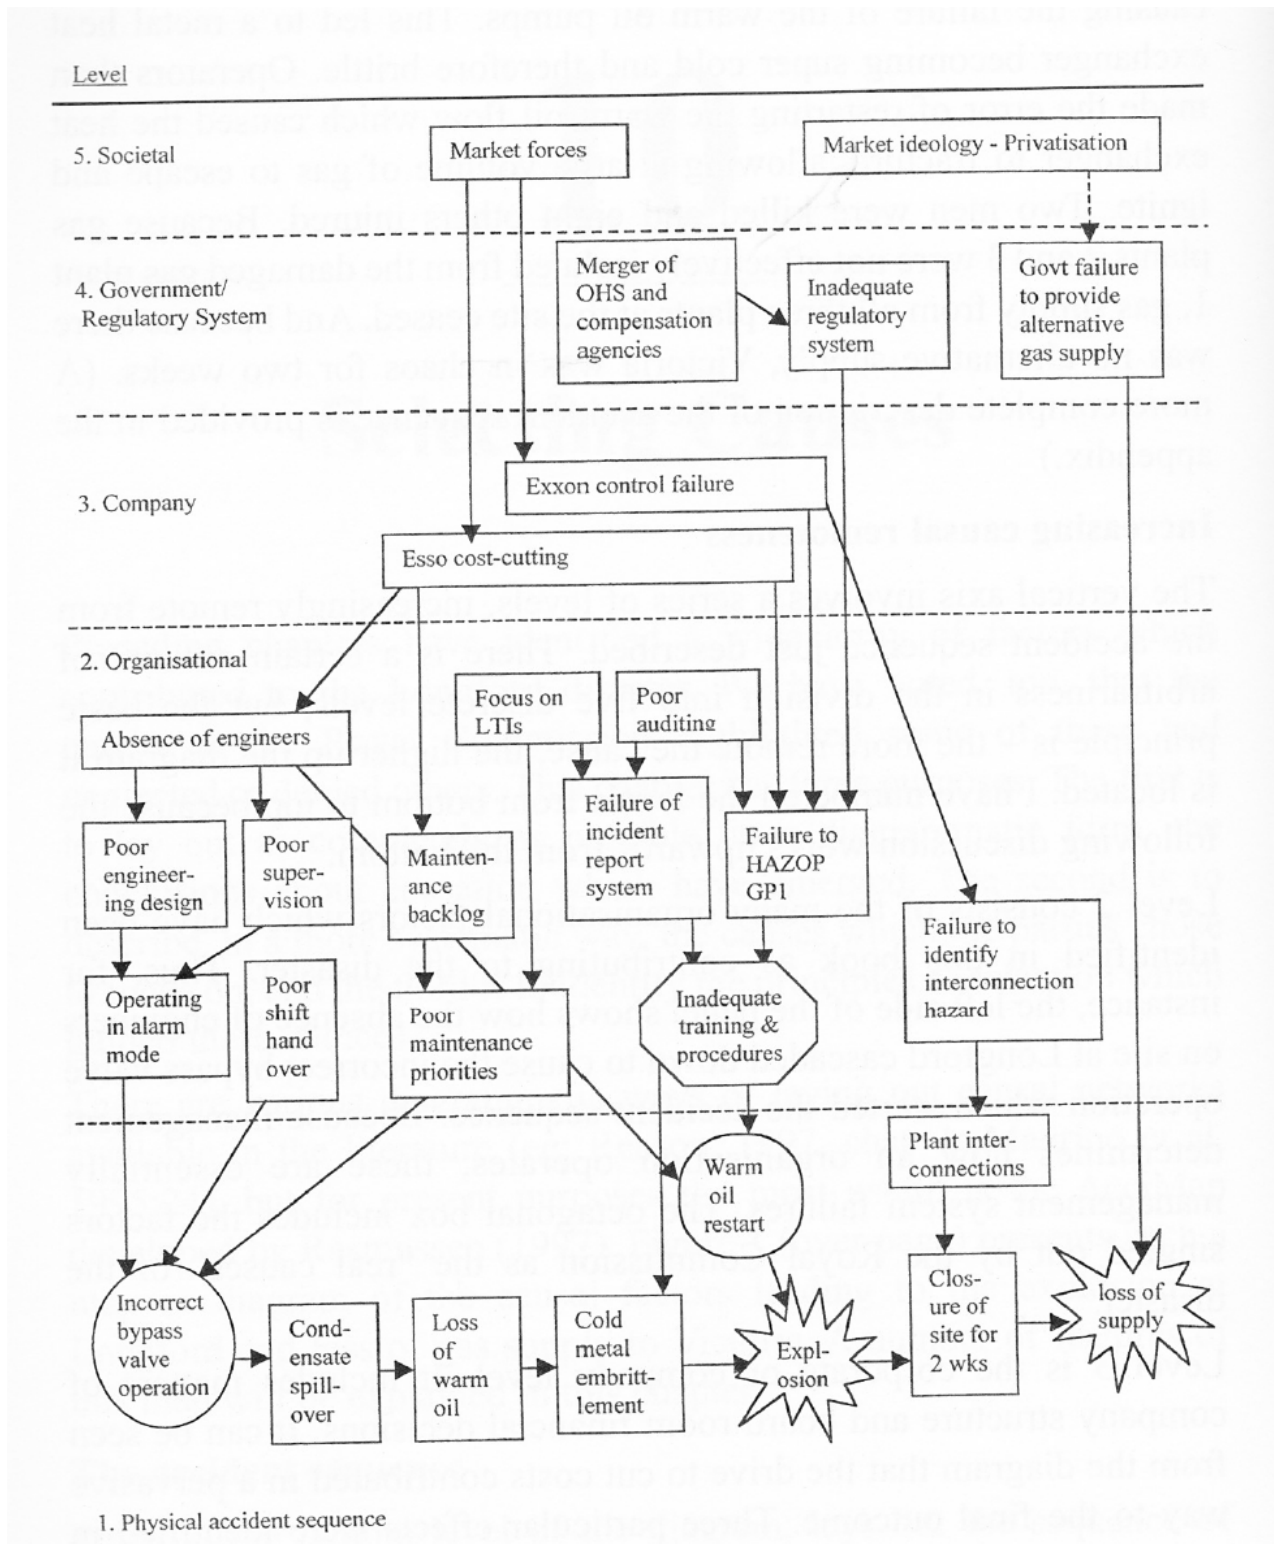 Level
5. Societal
Market forces
Market ideology - Privatisation
4. Government/
Regulatory System
Merger of
OHS and
compensation
agencies
Inadequate
regulatory
system
Govt failure
to provide
alternative
gas supply
3. Company
Exxon control failure
Esso cost-cutting
2. Organisational
Focus on
LTIs
Poor
auditing
Absence of engineers
Poor
engineer-
ing design
Poor
super-
vision
Mainten-
ance
backlog
Failure of
incident
report
system
Failure to
HAZOP
GP1
Failure to
identify
interconnection
hazard
Operating
in alarm
mode
Poor
shift
hand
over
Poor
maintenance
priorities
Inadequate
training &
procedures
Warm
oil
restart
Plant inter-
connections
Incorrect
bypass
valve
operation
Cond-
ensate
spill-
over
Loss
of
warm
oil
Cold
metal
embritt-
lement
Expl-
osion
Clos-
ure of
site for
2 wks
loss of
supply
1. Physical accident sequence